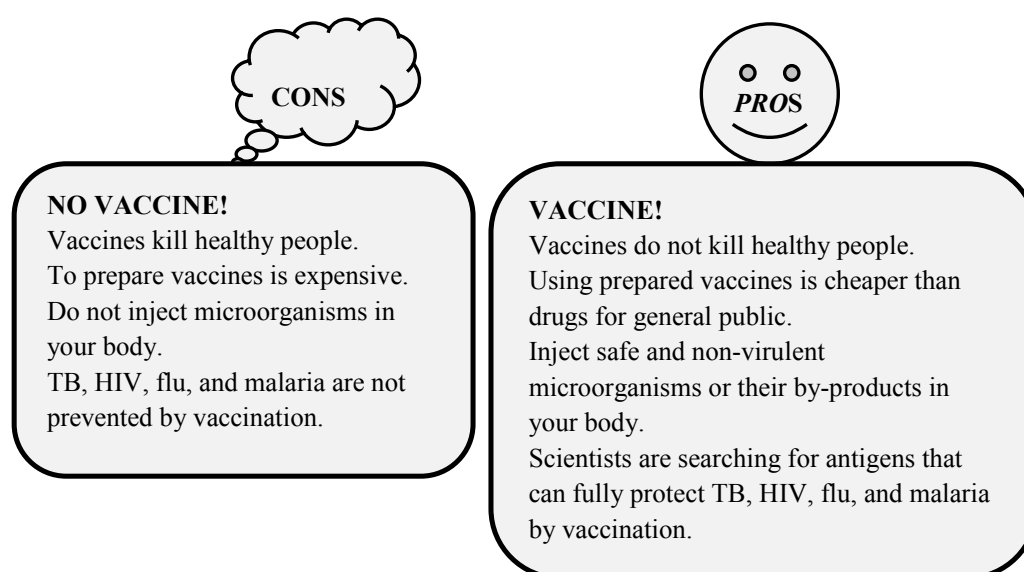 CONS
NO VACCINE!
Vaccines kill healthy people.
To prepare vaccines is expensive.
Do not inject microorganisms in
your body.
TB, HIV, flu, and malaria are not
prevented by vaccination.
PROS
VACCINE!
Vaccines do not kill healthy people.
Using prepared vaccines is cheaper than
drugs for general public.
Inject safe and non-virulent
microorganisms or their by-products in
your body.
Scientists are searching for antigens that
can fully protect TB, HIV, flu, and malaria
by vaccination.